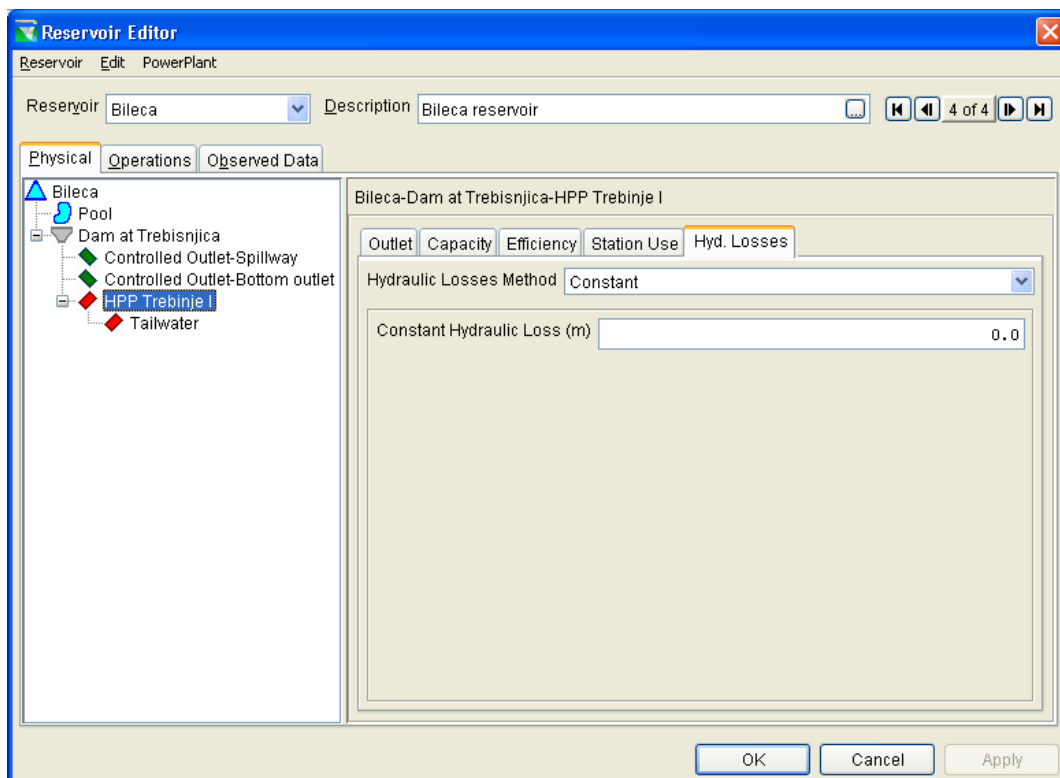 Reservoir Editor
Reservoir Edit PowerPlant
Reservoir Bileca Description Bileca reservoir ... 4 of 4
Physical Operations Observed Data
Bileca
Pool
Dam at Trebisnjica
Controlled Outlet-Spillway
Controlled Outlet-Bottom outlet
HPP Trebinje I
Tailwater
Bileca-Dam at Trebisnjica-HPP Trebinje I
Outlet Capacity Efficiency Station Use Hyd. Losses
Hydraulic Losses Method Constant
Constant Hydraulic Loss (m) 0.0
OK Cancel Apply